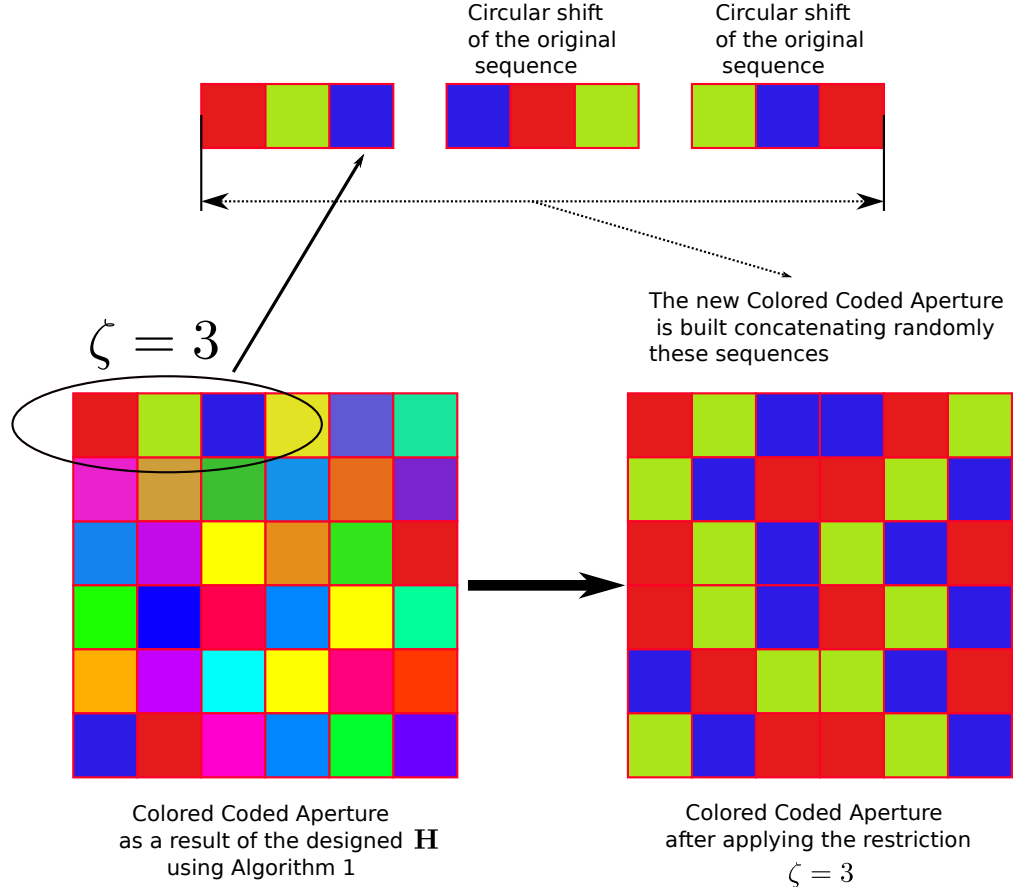 Circular shift
of the original
sequence
Circular shift
of the original
sequence
The new Colored Coded Aperture
is built concatenating randomly
these sequences
ζ = 3
Colored Coded Aperture
as a result of the designed H
using Algorithm 1
Colored Coded Aperture
after applying the restriction
ζ = 3